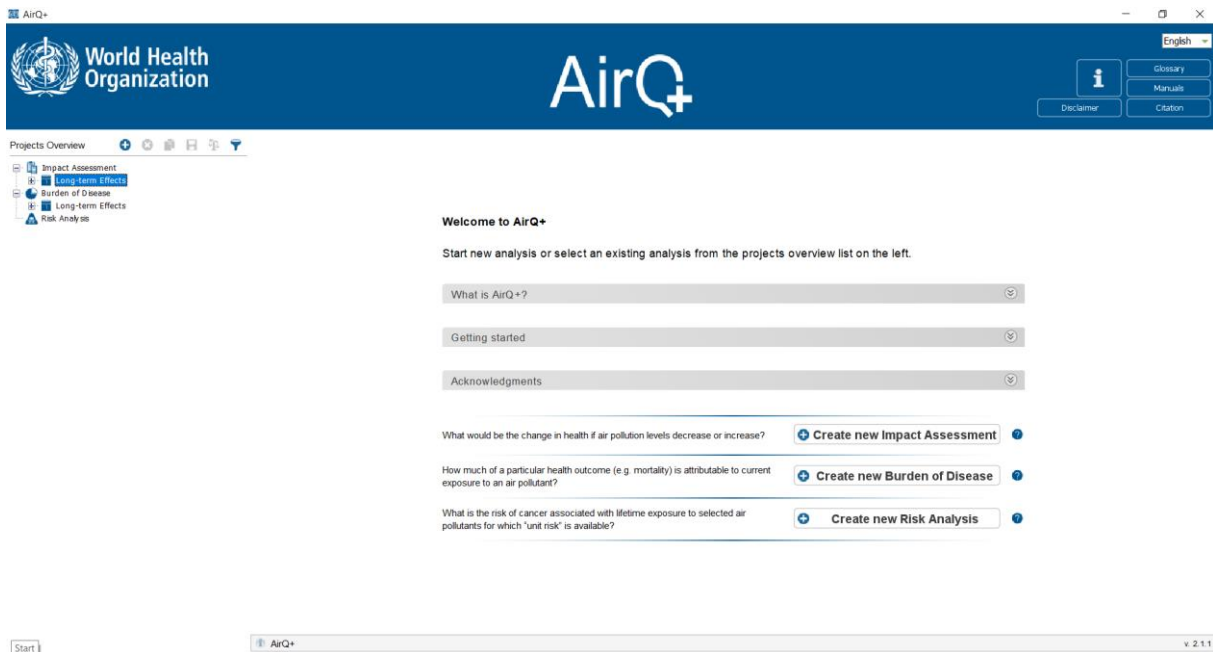 AirQ+
World Health
Organization
AirQ+
English
Glossary
Manuals
Disclaimer
Citation
Projects Overview
Impact Assessment
Long-term Effects
Burden of Disease
Long-term Effects
Risk Analysis
Welcome to AirQ+
Start new analysis or select an existing analysis from the projects overview list on the left.
What is AirQ+?
Getting started
Acknowledgments
What would be the change in health if air pollution levels decrease or increase?
Create new Impact Assessment
How much of a particular health outcome (e.g. mortality) is attributable to current
exposure to an air pollutant?
Create new Burden of Disease
What is the risk of cancer associated with lifetime exposure to selected air
pollutants for which "unit risk" is available?
Create new Risk Analysis
Start
AirQ+
v. 2.1.1